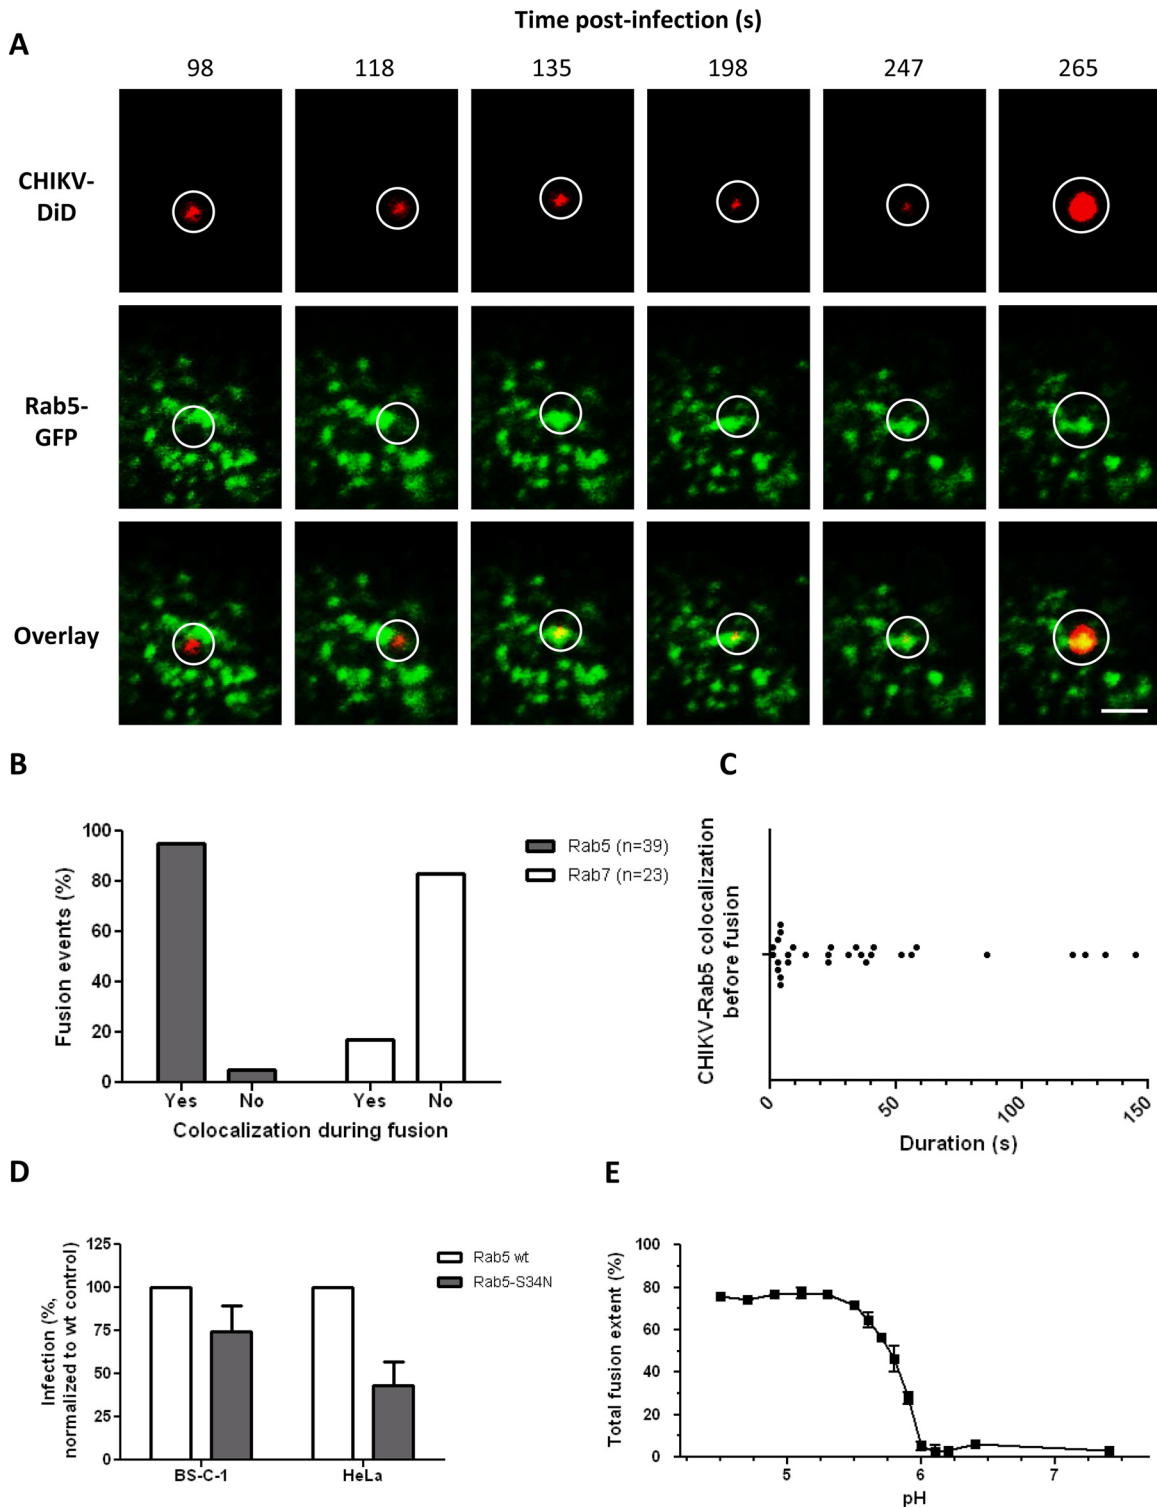 Time post-infection (s)
A
98 118 135 198 247 265
CHIKV-
DiD
Rab5-
GFP
Overlay
B
100
80
60
40
20
0
Fusion events (%)
Yes No Yes No
Colocalization during fusion
Rab5 (n=39)
Rab7 (n=23)
C
CHIKV-Rab5 colocalization
before fusion
0 50 100 150
Duration (s)
D
125
100
75
50
25
0
Infection (%,
normalized to wt control)
BS-C-1 HeLa
Rab5 wt
Rab5-S34N
E
100
80
60
40
20
0
Total fusion extent (%)
5 6 7
pH